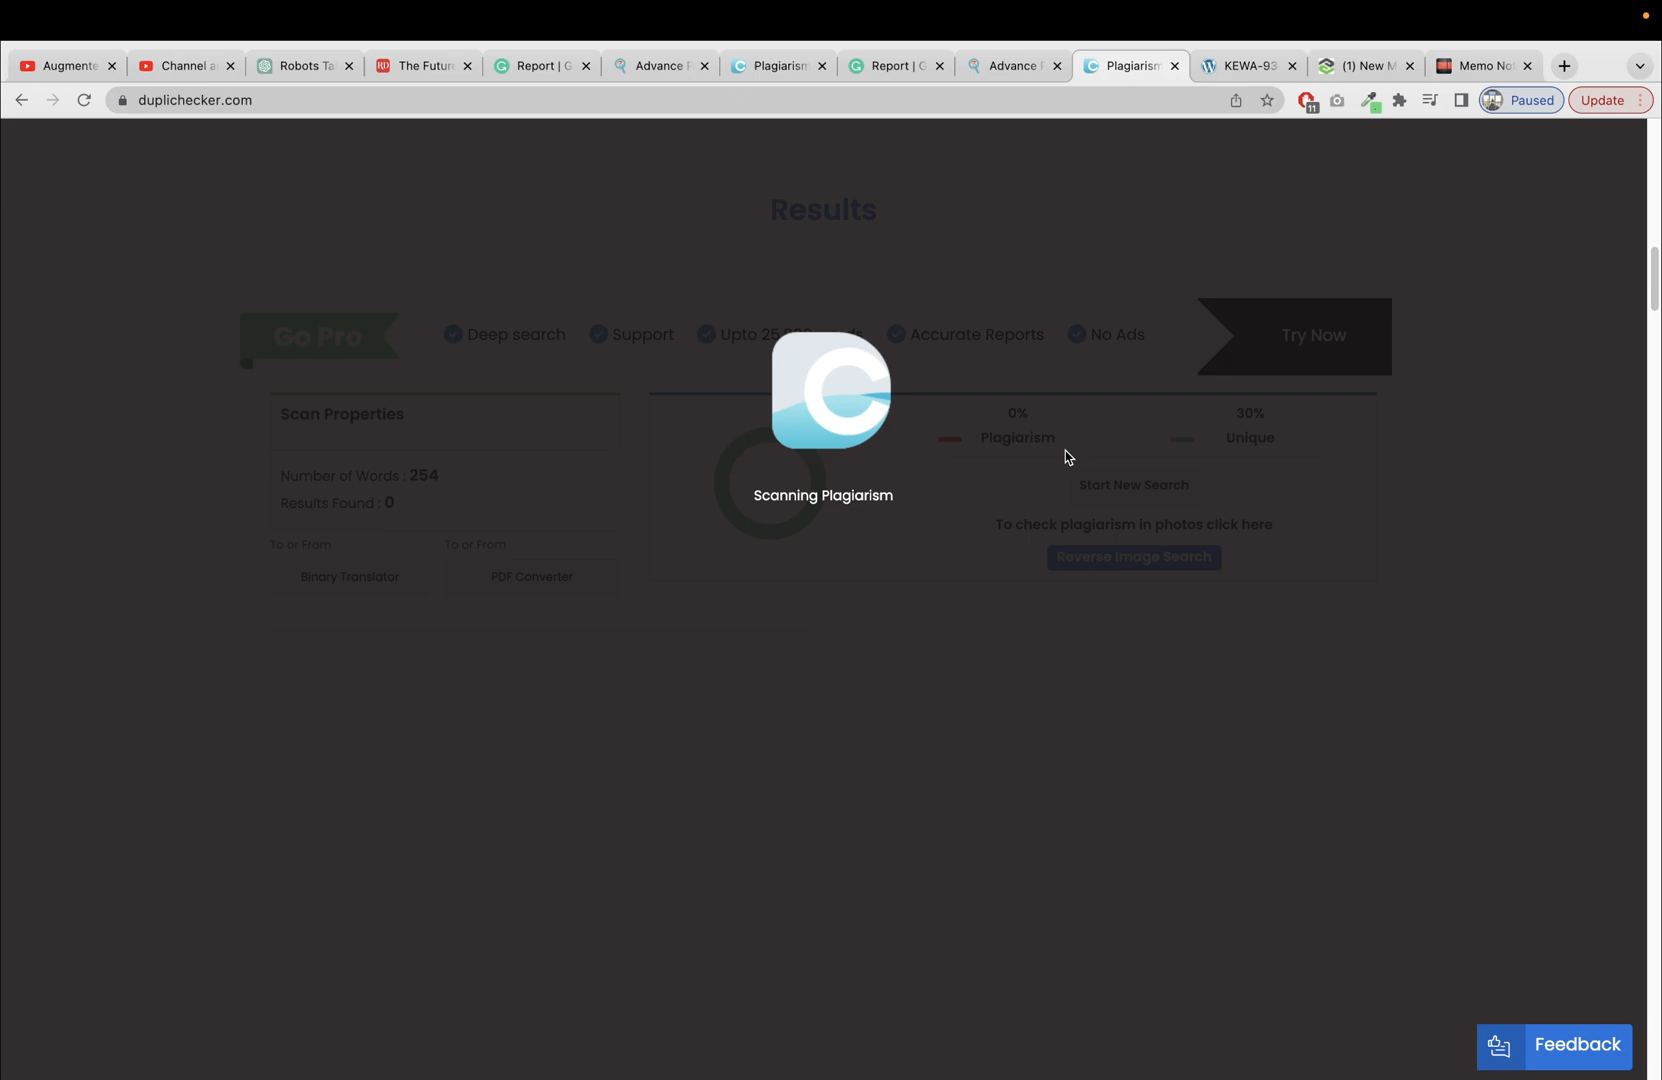 Augmente
Channel a
Robots Ta
The Futur
Report | G
Advance P
Plagiarism
Report | G
Advance P
Plagiarism
KEWA-93
(1) New M
Memo No
duplichecker.com
11
Paused
Update
Results
Go Pro
Deep search
Support
Upto 25
Accurate Reports
No Ads
Try Now
Scan Properties
Number of Words : 254
Results Found : 0
To or From
To or From
Binary Translator
PDF Converter
C
Scanning Plagiarism
0%
30%
Plagiarism
Unique
Start New Search
To check plagiarism in photos click here
Reverse Image Search
Feedback